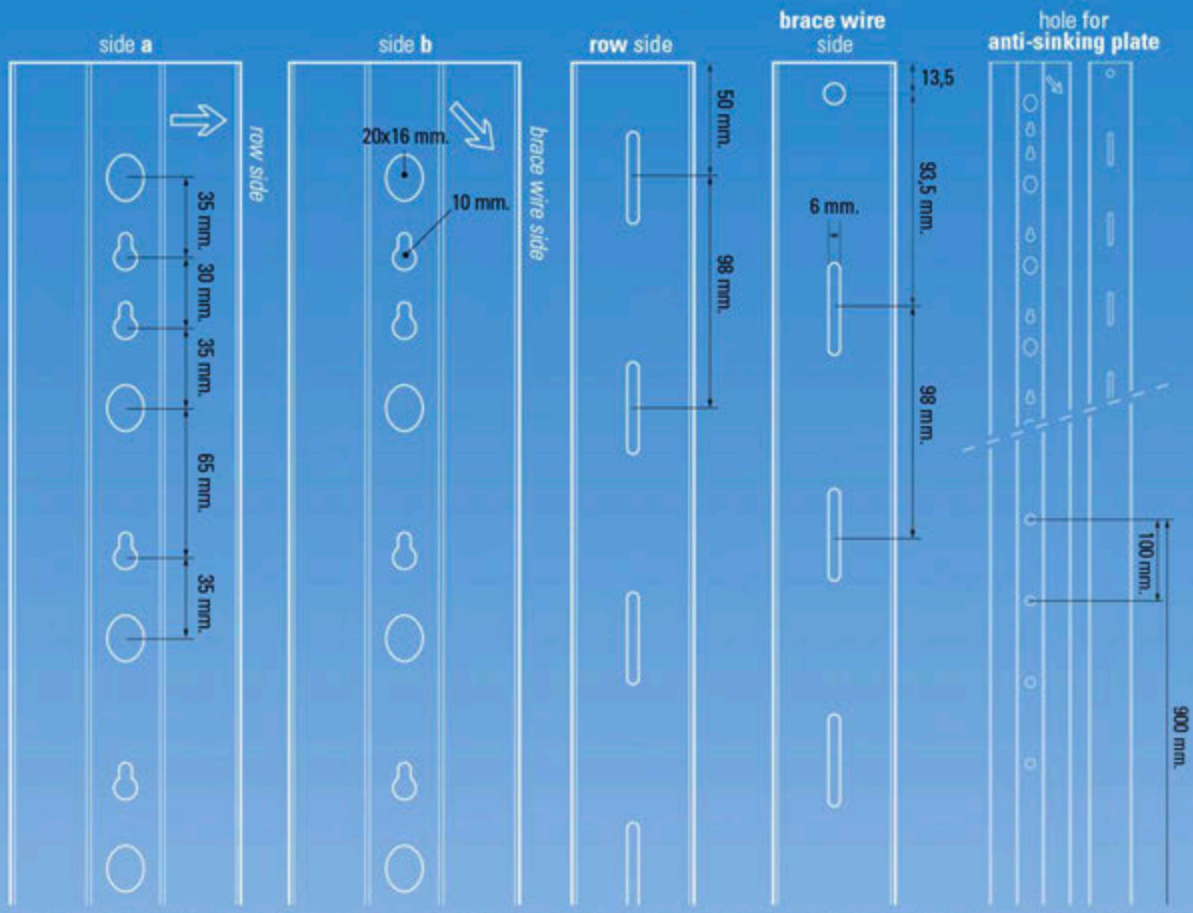 side a
row side
35 mm.
30 mm.
35 mm.
65 mm.
35 mm.
side b
20x16 mm.
10 mm.
brace wire side
row side
50 mm.
98 mm.
brace wire
side
13,5
93,5 mm.
6 mm.
98 mm.
hole for
anti-sinking plate
100 mm.
900 mm.